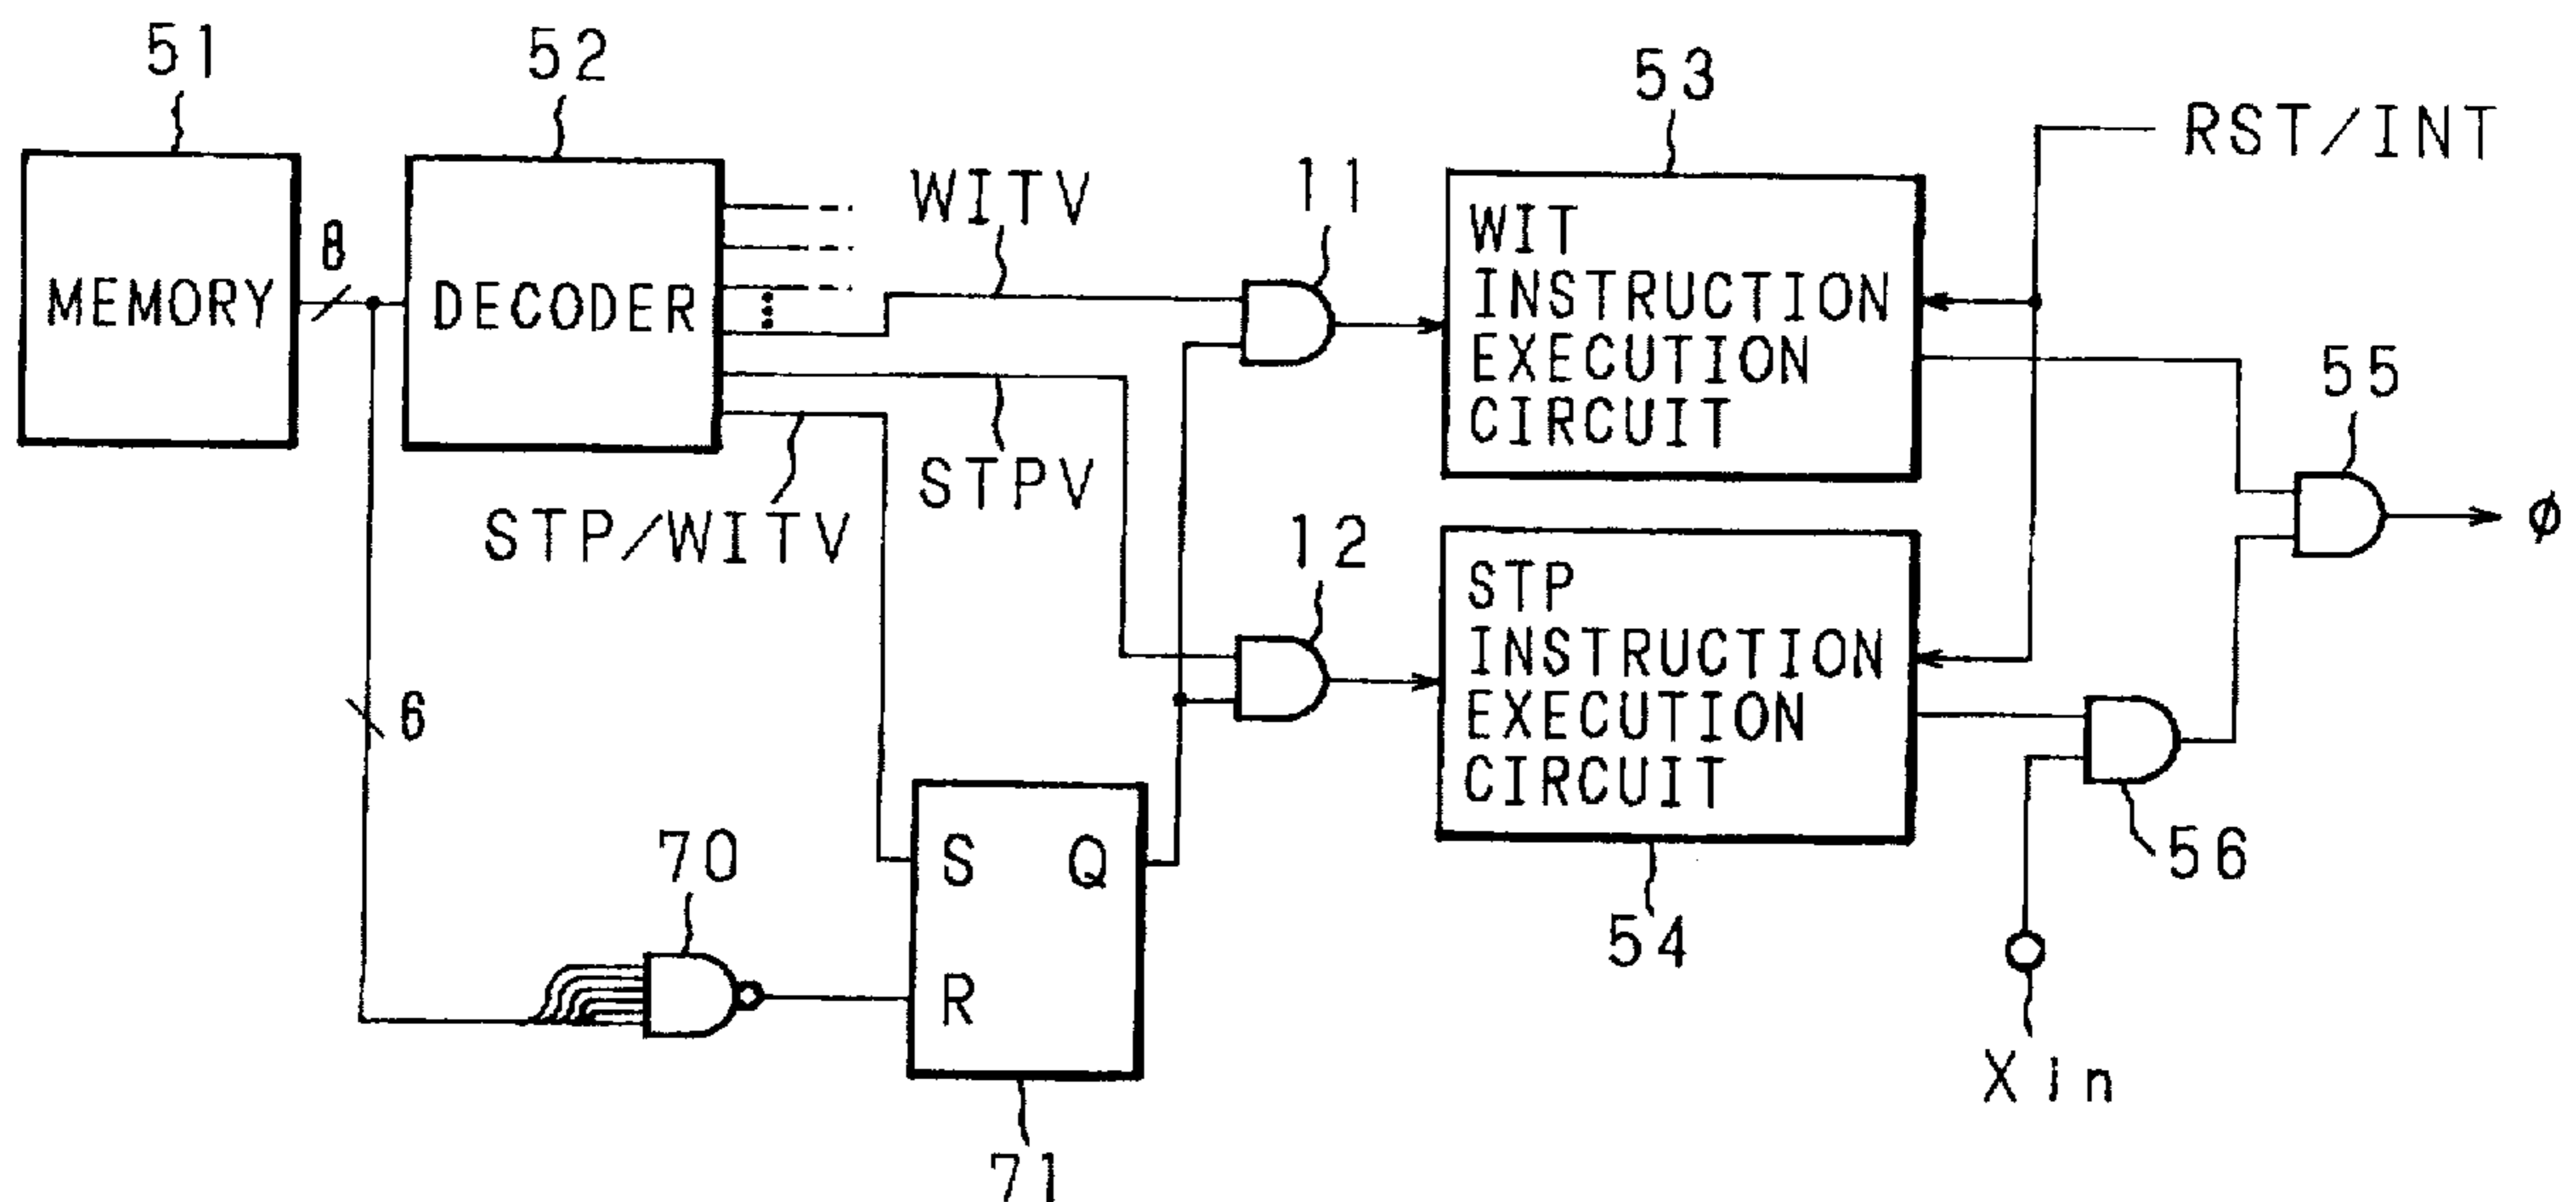 51
52
53
RST/INT
MEMORY
8
DECODER
WITV
11
WIT
INSTRUCTION
EXECUTION
CIRCUIT
55
STPV
STP/WITV
12
STP
INSTRUCTION
EXECUTION
CIRCUIT
ϕ
6
70
S Q
R
54
56
Xin
71